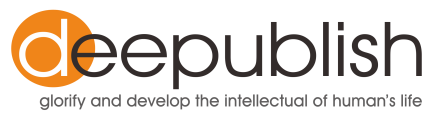 deepublish
glorify and develop the intellectual of human's life